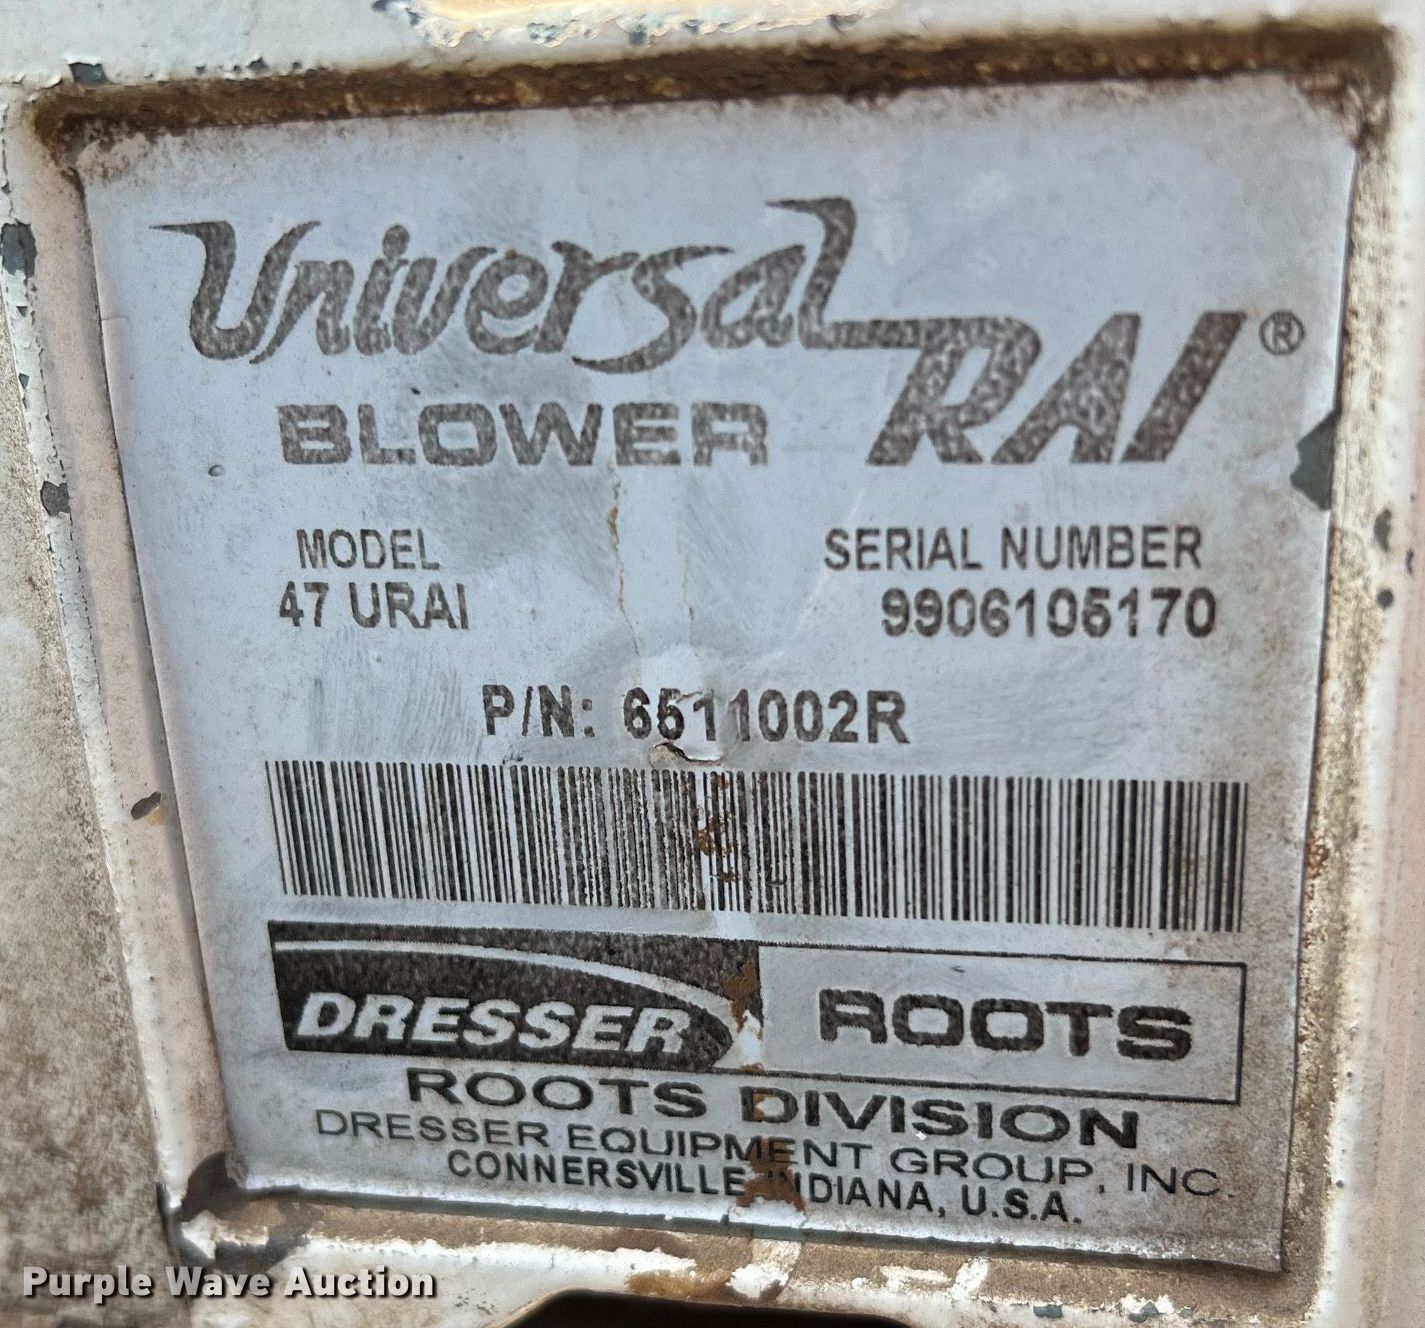 Universal RAI®
BLOWER
MODEL
47 URAI
SERIAL NUMBER
9906105170
P/N: 6511002R
DRESSER ROOTS
ROOTS DIVISION
DRESSER EQUIPMENT GROUP, INC.
CONNERSVILLE INDIANA, U.S.A.
Purple Wave Auction